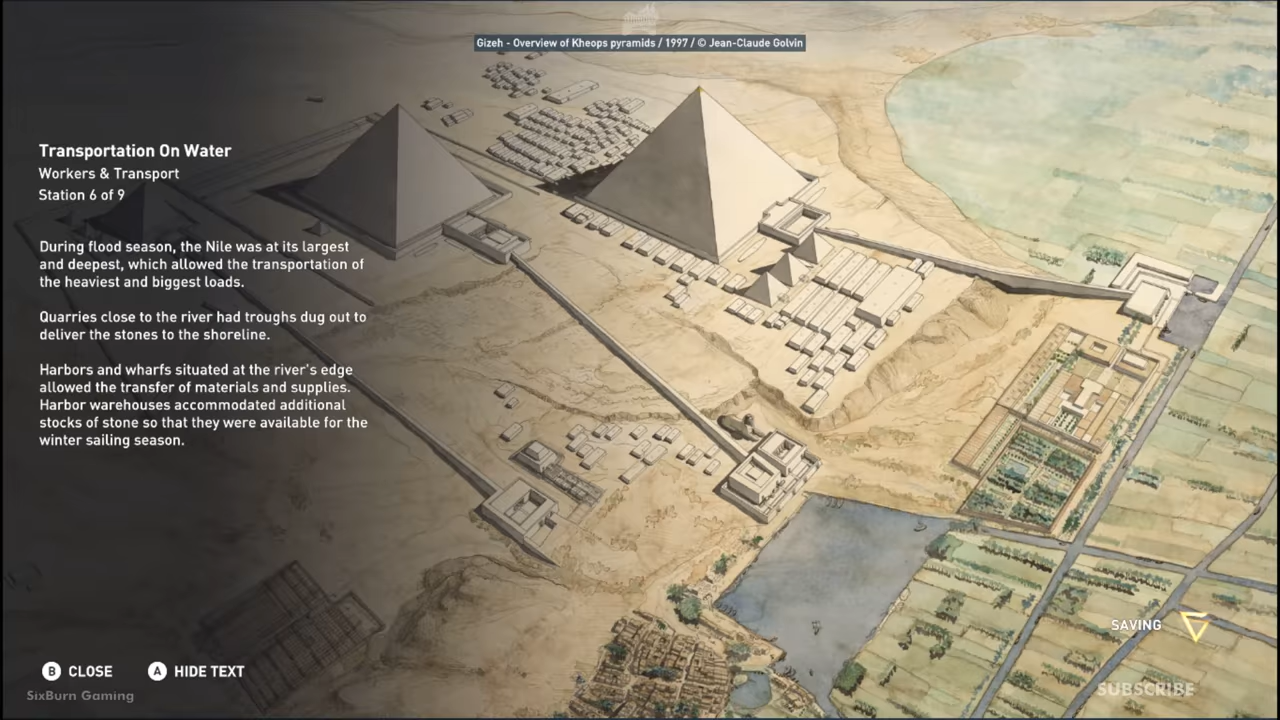 Gizeh - Overview of Kheops pyramids / 1997 / © Jean-Claude Golvin
Transportation On Water
Workers & Transport
Station 6 of 9
During flood season, the Nile was at its largest
and deepest, which allowed the transportation of
the heaviest and biggest loads.
Quarries close to the river had troughs dug out to
deliver the stones to the shoreline.
Harbors and wharfs situated at the river's edge
allowed the transfer of materials and supplies.
Harbor warehouses accommodated additional
stocks of stone so that they were available for the
winter sailing season.
SAVING
B CLOSE
A HIDE TEXT
SixBurn Gaming
SUBSCRIBE